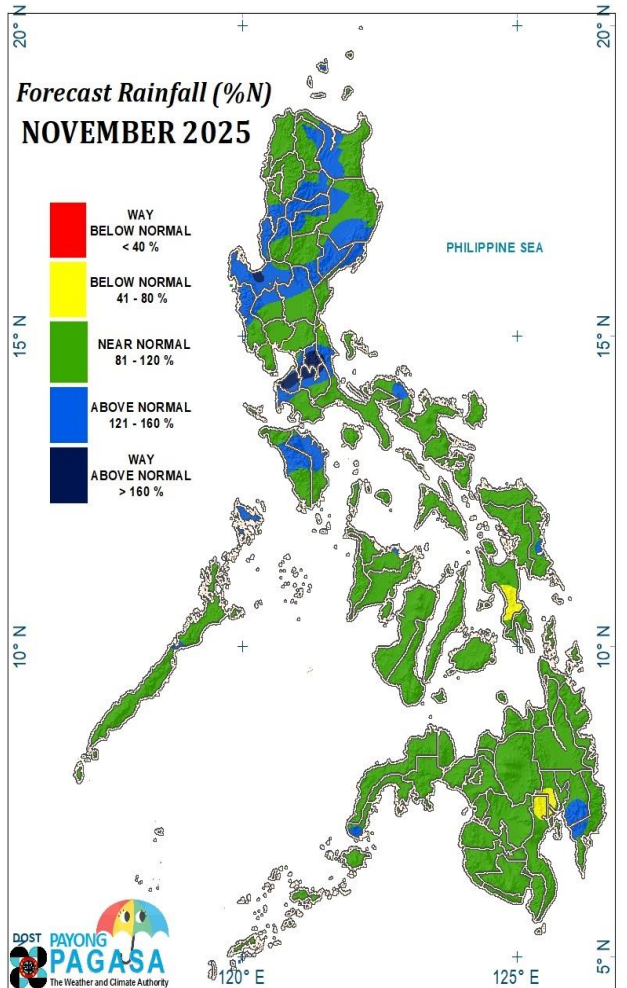 20° N
20° N
Forecast Rainfall (%N)
NOVEMBER 2025
WAY
BELOW NORMAL
< 40 %
BELOW NORMAL
41 - 80 %
NEAR NORMAL
81 - 120 %
ABOVE NORMAL
121 - 160 %
WAY
ABOVE NORMAL
> 160 %
PHILIPPINE SEA
15° N
15° N
10° N
10° N
5° N
120° E
125° E
DOST
PAYONG
PAGASA
The Weather and Climate Authority